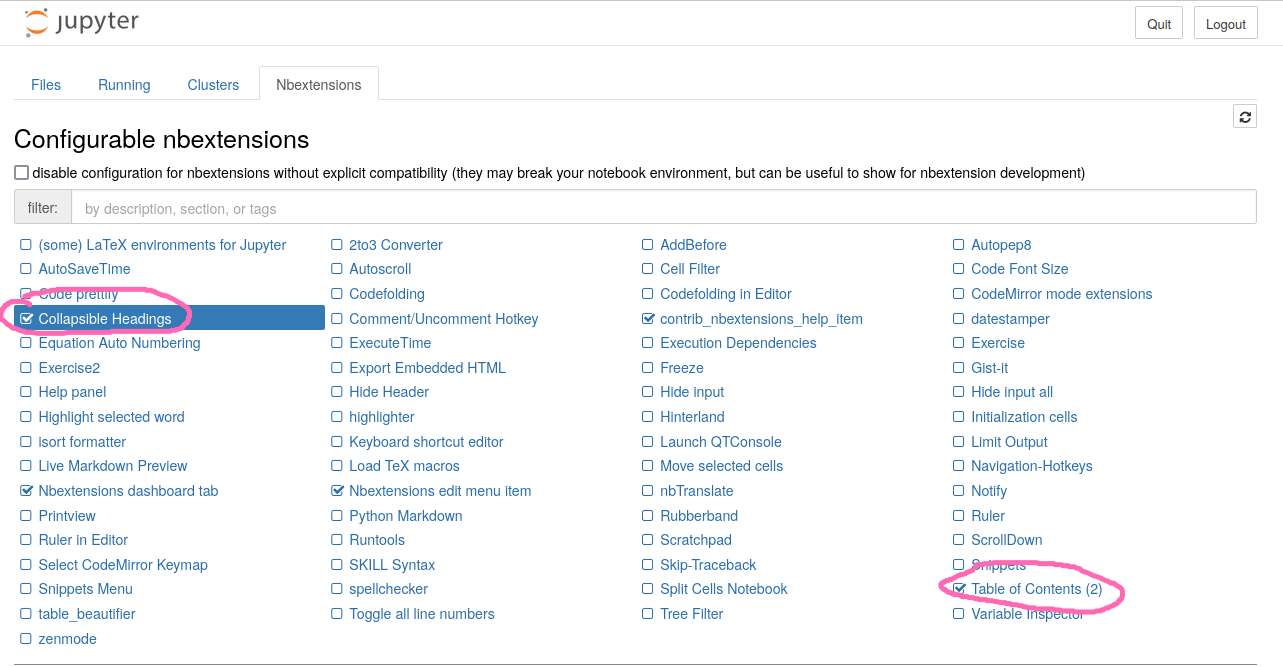 jupyter Quit Logout
Files Running Clusters Nbextensions
Configurable nbextensions
disable configuration for nbextensions without explicit compatibility (they may break your notebook environment, but can be useful to show for nbextension development)
filter: by description, section, or tags
(some) LaTeX environments for Jupyter 2to3 Converter AddBefore Autopep8
AutoSaveTime Autoscroll Cell Filter Code Font Size
Code prettify Codefolding Codefolding in Editor CodeMirror mode extensions
Collapsible Headings Comment/Uncomment Hotkey contrib_nbextensions_help_item datestamper
Equation Auto Numbering ExecuteTime Execution Dependencies Exercise
Exercise2 Export Embedded HTML Freeze Gist-it
Help panel Hide Header Hide input Hide input all
Highlight selected word highlighter Hinterland Initialization cells
isort formatter Keyboard shortcut editor Launch QTConsole Limit Output
Live Markdown Preview Load TeX macros Move selected cells Navigation-Hotkeys
Nbextensions dashboard tab Nbextensions edit menu item nbTranslate Notify
Printview Python Markdown Rubberband Ruler
Ruler in Editor Runtools Scratchpad ScrollDown
Select CodeMirror Keymap SKILL Syntax Skip-Traceback Snippets
Snippets Menu spellchecker Split Cells Notebook Table of Contents (2)
table_beautifier Toggle all line numbers Tree Filter Variable Inspector
zenmode